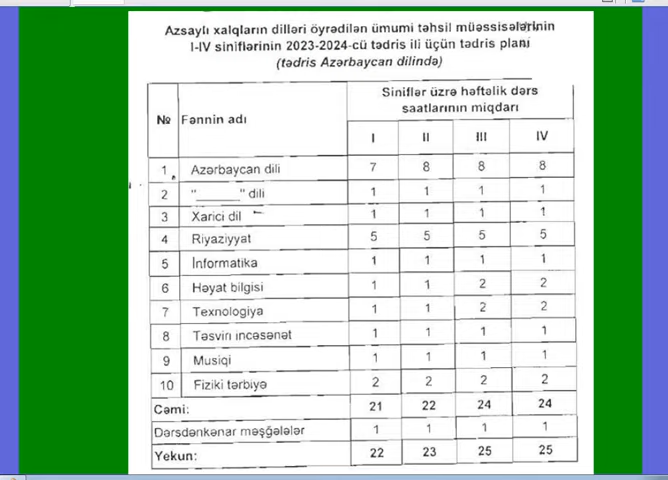 Azsaylı xalqların dilləri öyrədilən ümumi təhsil müəssisələrinin
I-IV siniflərinin 2023-2024-cü tədris ili üçün tədris planı
(tədris Azərbaycan dilində)
№ Fənnin adı Siniflər üzrə həftəlik dərs
saatlarının miqdarı
I II III IV
1 Azərbaycan dili 7 8 8 8
2 "______" dili 1 1 1 1
3 Xarici dil 1 1 1 1
4 Riyaziyyat 5 5 5 5
5 İnformatika 1 1 1 1
6 Həyat bilgisi 1 1 2 2
7 Texnologiya 1 1 2 2
8 Təsviri incəsənət 1 1 1 1
9 Musiqi 1 1 1 1
10 Fiziki tərbiyə 2 2 2 2
Cəmi: 21 22 24 24
Dərsdənkənar məşğələlər 1 1 1 1
Yekun: 22 23 25 25